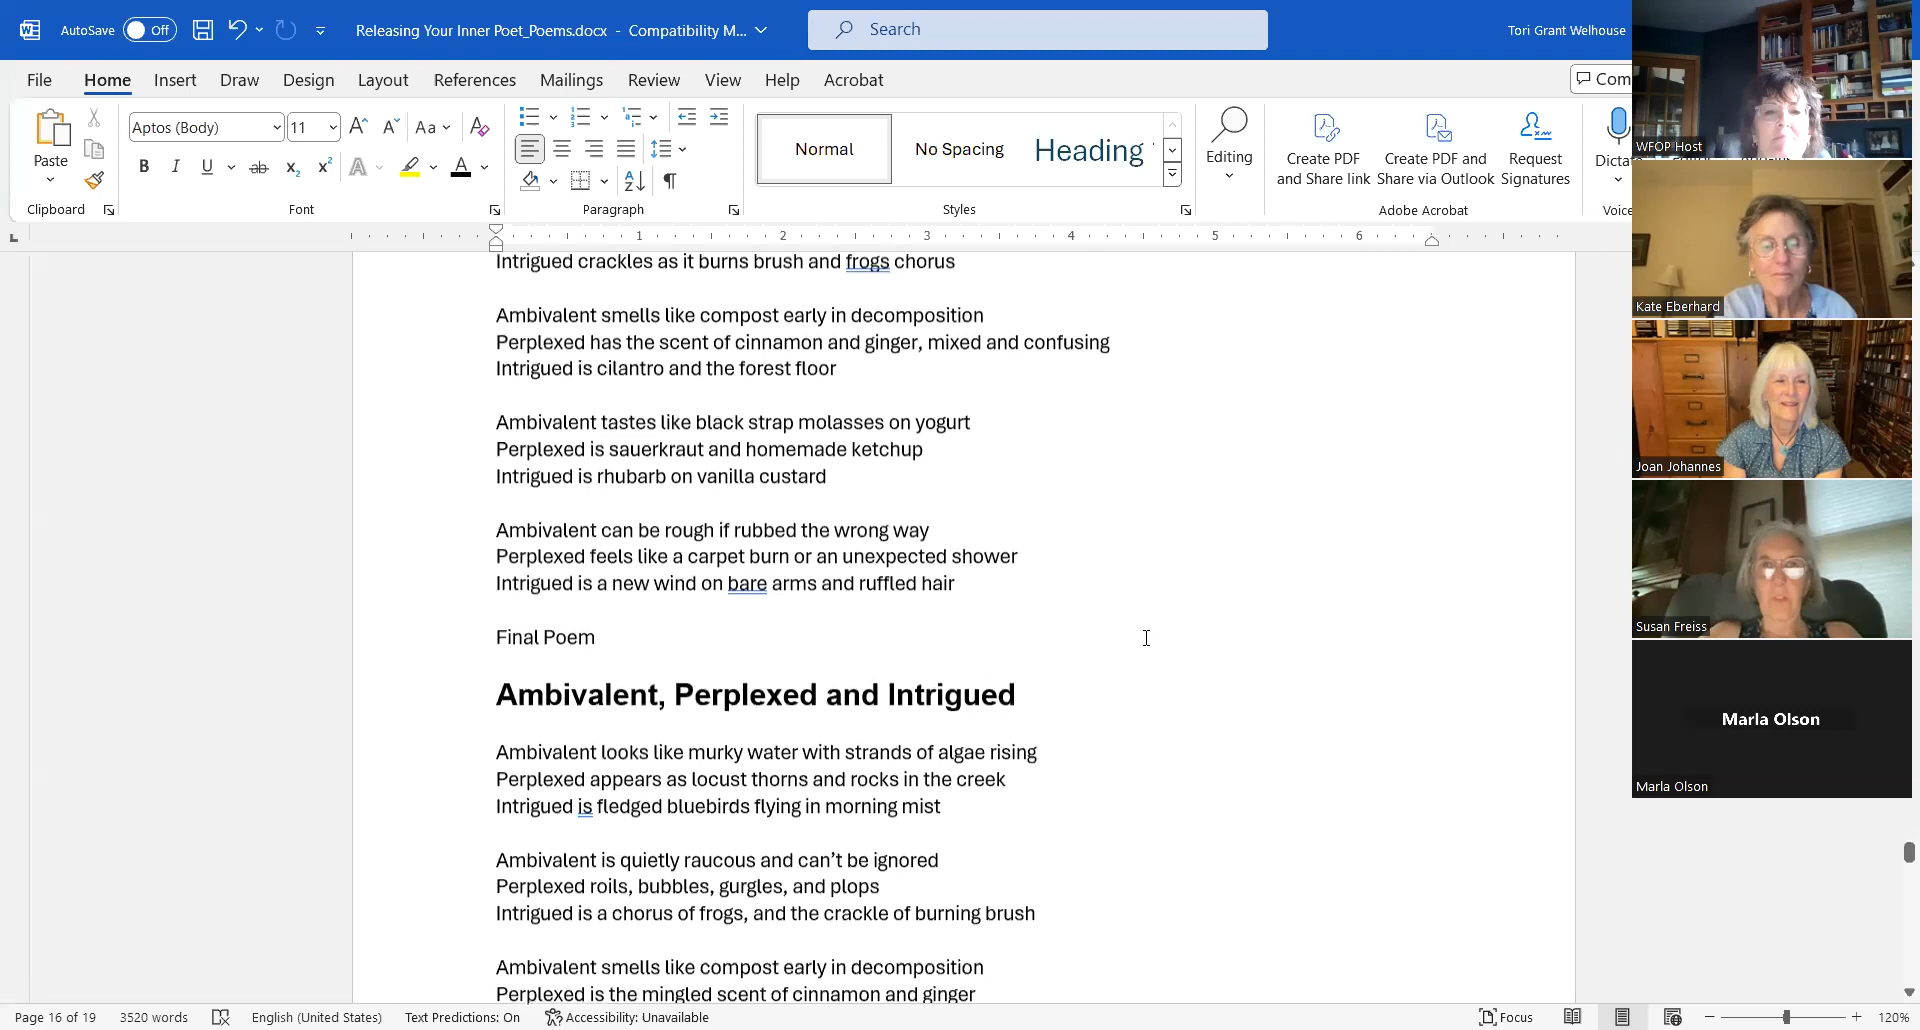 AutoSave Off Releasing Your Inner Poet_Poems.docx - Compatibility M... Search Tori Grant Welhouse
File Home Insert Draw Design Layout References Mailings Review View Help Acrobat Com
Paste
Clipboard
Aptos (Body) 11
Font
Paragraph
Normal No Spacing Heading
Styles
Editing
Create PDF and Share link
Create PDF and Share via Outlook
Request Signatures
Adobe Acrobat
Dictat
Voice
1 2 3 4 5 6
Intrigued crackles as it burns brush and frogs chorus
Ambivalent smells like compost early in decomposition
Perplexed has the scent of cinnamon and ginger, mixed and confusing
Intrigued is cilantro and the forest floor
Ambivalent tastes like black strap molasses on yogurt
Perplexed is sauerkraut and homemade ketchup
Intrigued is rhubarb on vanilla custard
Ambivalent can be rough if rubbed the wrong way
Perplexed feels like a carpet burn or an unexpected shower
Intrigued is a new wind on bare arms and ruffled hair
Final Poem
Ambivalent, Perplexed and Intrigued
Ambivalent looks like murky water with strands of algae rising
Perplexed appears as locust thorns and rocks in the creek
Intrigued is fledged bluebirds flying in morning mist
Ambivalent is quietly raucous and can’t be ignored
Perplexed roils, bubbles, gurgles, and plops
Intrigued is a chorus of frogs, and the crackle of burning brush
Ambivalent smells like compost early in decomposition
Perplexed is the mingled scent of cinnamon and ginger
WFOP Host
Kate Eberhard
Joan Johannes
Susan Freiss
Marla Olson
Marla Olson
Page 16 of 19 3520 words English (United States) Text Predictions: On Accessibility: Unavailable Focus 120%